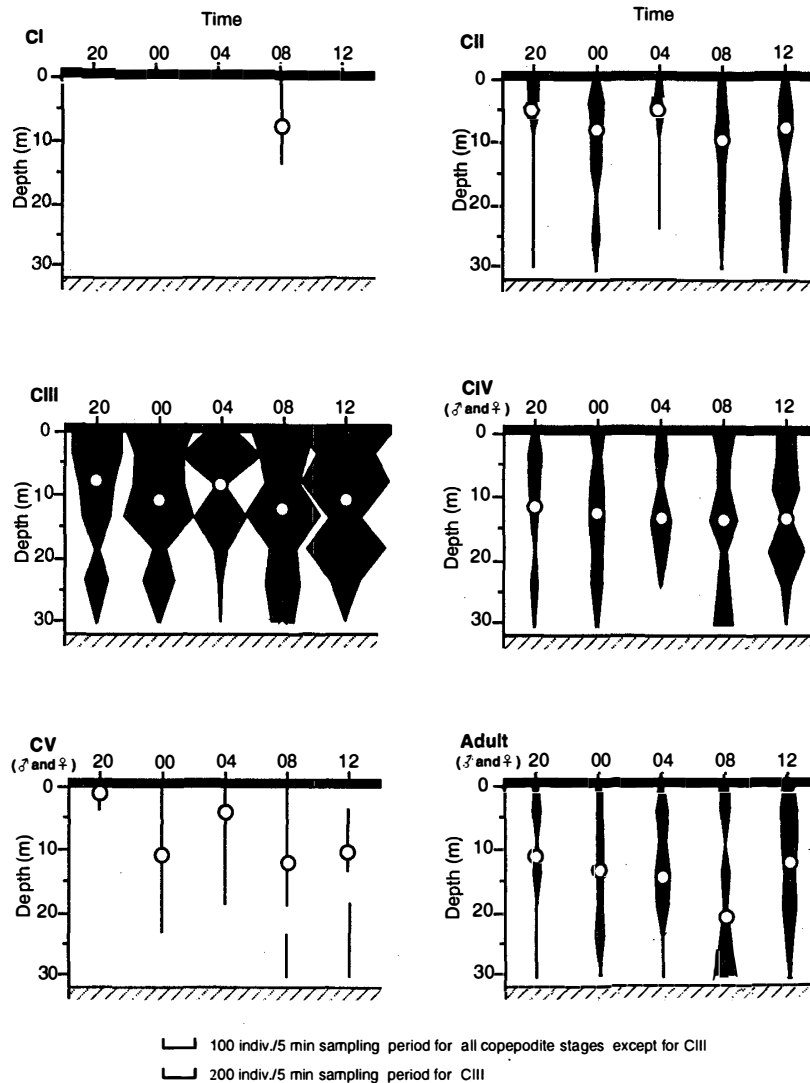 Time Time
CI CII
20 00 04 08 12 20 00 04 08 12
0 0
Depth (m) Depth (m)
10 10
20 20
30 30
CIII CIV
(♂ and ♀)
20 00 04 08 12 20 00 04 08 12
0 0
Depth (m) Depth (m)
10 10
20 20
30 30
CV Adult
(♂ and ♀) (♂ and ♀)
20 00 04 08 12 20 00 04 08 12
0 0
Depth (m) Depth (m)
10 10
20 20
30 30
100 indiv./5 min sampling period for all copepodite stages except for CIII
200 indiv./5 min sampling period for CIII